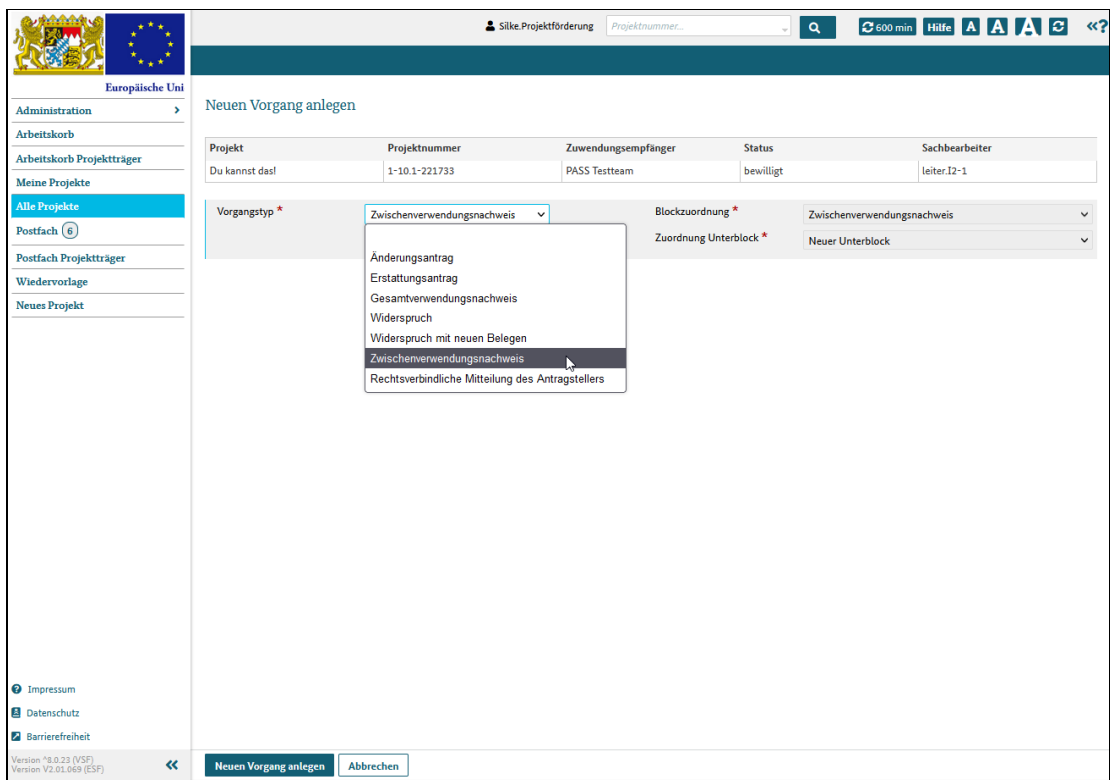 Silke.Projektförderung Projektnummer... 600 min Hilfe A A A «?
Europäische Uni
Administration
Arbeitskorb
Arbeitskorb Projektträger
Meine Projekte
Alle Projekte
Postfach 6
Postfach Projektträger
Wiedervorlage
Neues Projekt
Neuen Vorgang anlegen
Projekt Projektnummer Zuwendungsempfänger Status Sachbearbeiter
Du kannst das! 1-10.1-221733 PASS Testteam bewilligt leiter.I2-1
Vorgangstyp * Zwischenverwendungsnachweis Blockzuordnung * Zwischenverwendungsnachweis
Zuordnung Unterblock * Neuer Unterblock
Änderungsantrag
Erstattungsantrag
Gesamtverwendungsnachweis
Widerspruch
Widerspruch mit neuen Belegen
Zwischenverwendungsnachweis
Rechtsverbindliche Mitteilung des Antragstellers
Impressum
Datenschutz
Barrierefreiheit
Version ^8.0.23 (VSF)
Version V2.01.069 (ESF)
Neuen Vorgang anlegen Abbrechen